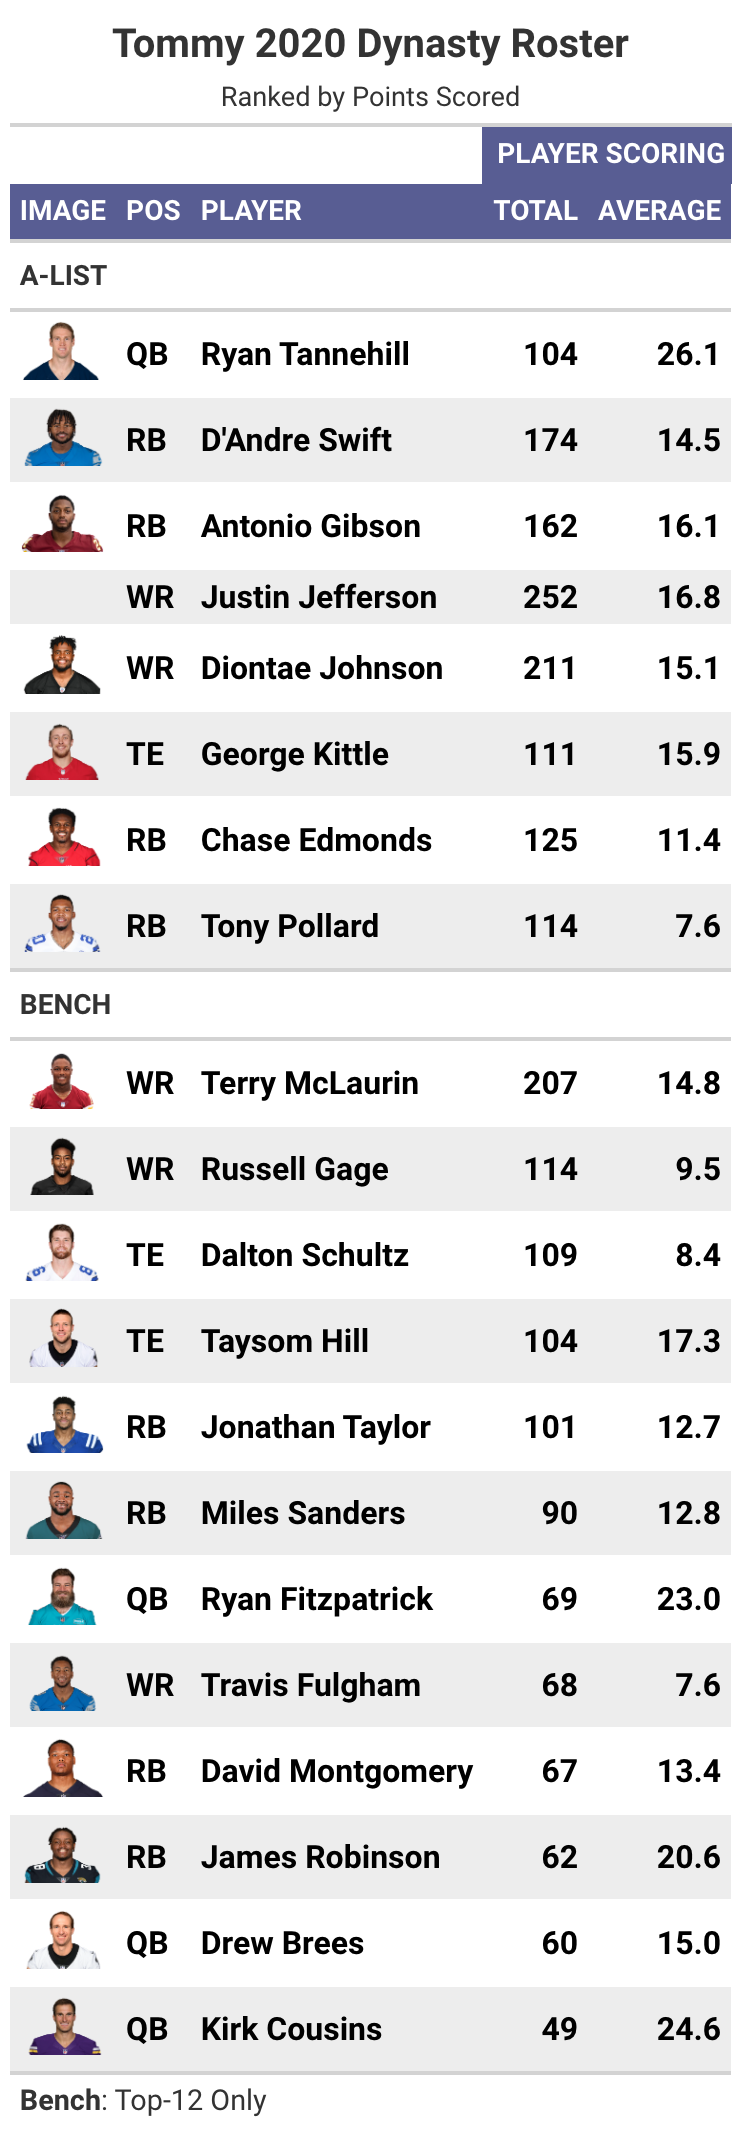 Tommy 2020 Dynasty Roster
Ranked by Points Scored
PLAYER SCORING
IMAGE POS PLAYER TOTAL AVERAGE
A-LIST
QB Ryan Tannehill 104 26.1
RB D'Andre Swift 174 14.5
RB Antonio Gibson 162 16.1
WR Justin Jefferson 252 16.8
WR Diontae Johnson 211 15.1
TE George Kittle 111 15.9
RB Chase Edmonds 125 11.4
RB Tony Pollard 114 7.6
BENCH
WR Terry McLaurin 207 14.8
WR Russell Gage 114 9.5
TE Dalton Schultz 109 8.4
TE Taysom Hill 104 17.3
RB Jonathan Taylor 101 12.7
RB Miles Sanders 90 12.8
QB Ryan Fitzpatrick 69 23.0
WR Travis Fulgham 68 7.6
RB David Montgomery 67 13.4
RB James Robinson 62 20.6
QB Drew Brees 60 15.0
QB Kirk Cousins 49 24.6
Bench: Top-12 Only